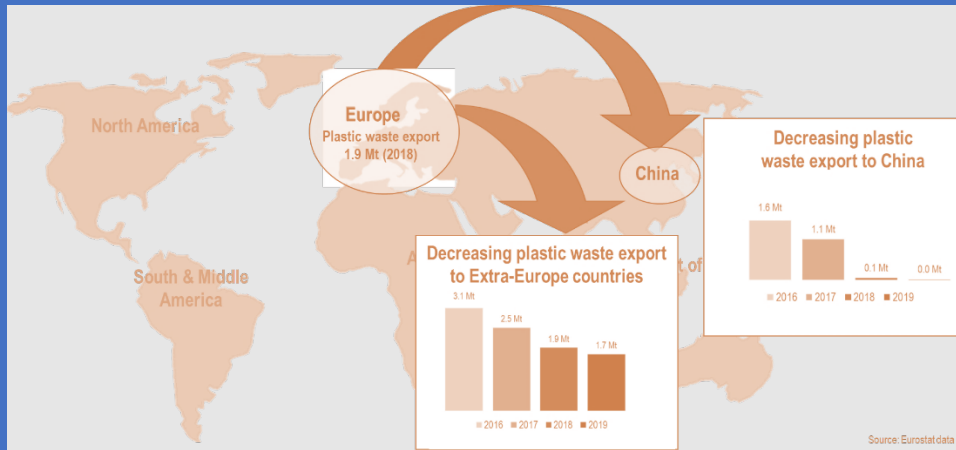 North America
Europe
Plastic waste export
1.9 Mt (2018)
China
South & Middle
America
Decreasing plastic
waste export to China
1.6 Mt
1.1 Mt
0.1 Mt
0.0 Mt
2016 2017 2018 2019
Decreasing plastic waste export
to Extra-Europe countries
3.1 Mt
2.5 Mt
1.9 Mt
1.7 Mt
2016 2017 2018 2019
of
Source: Eurostat data